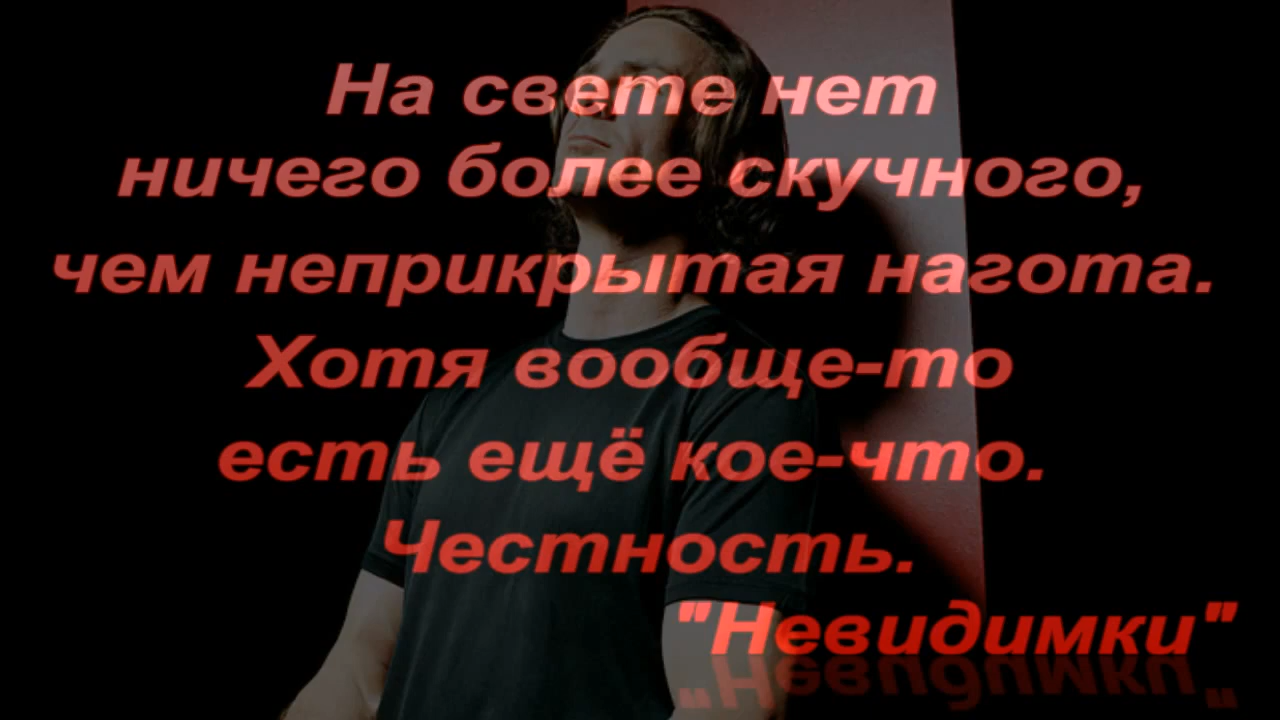 На свете нет
ничего более скучного,
чем неприкрытая нагота.
Хотя вообще-то
есть ещё кое-что.
Честность.
"Невидимки"